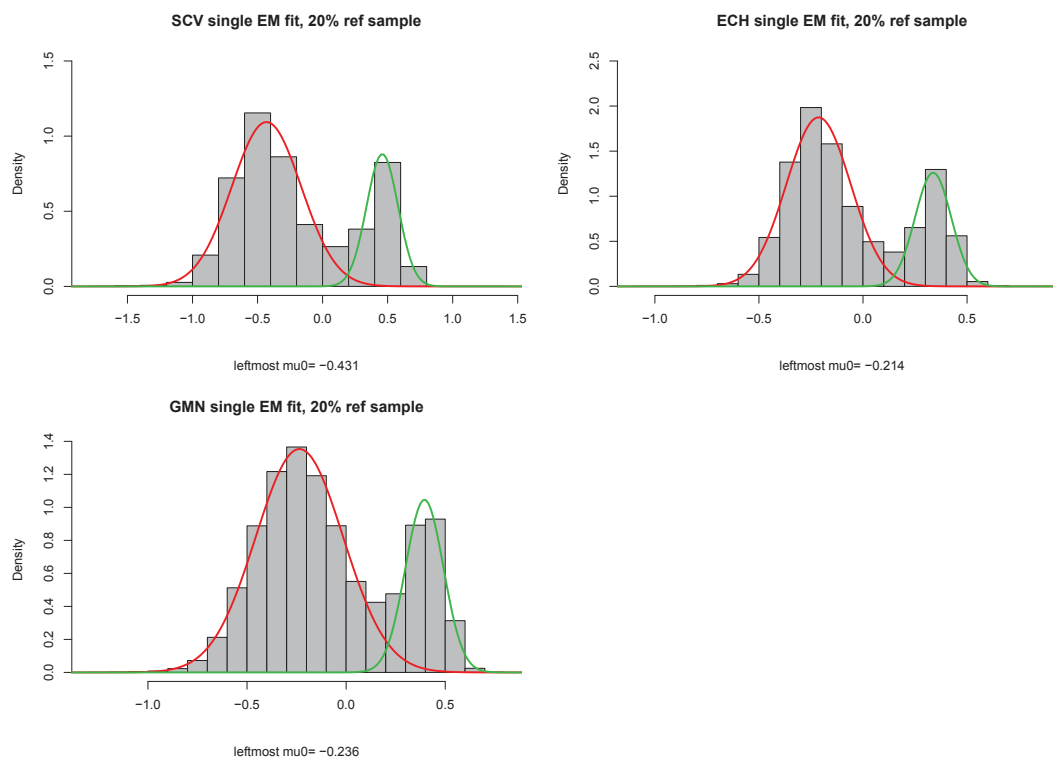 SCV single EM fit, 20% ref sample
Density
0.0 0.5 1.0 1.5
−1.5 −1.0 −0.5 0.0 0.5 1.0 1.5
leftmost mu0= −0.431
ECH single EM fit, 20% ref sample
Density
0.0 0.5 1.0 1.5 2.0 2.5
−1.0 −0.5 0.0 0.5
leftmost mu0= −0.214
GMN single EM fit, 20% ref sample
Density
0.0 0.2 0.4 0.6 0.8 1.0 1.2 1.4
−1.0 −0.5 0.0 0.5
leftmost mu0= −0.236